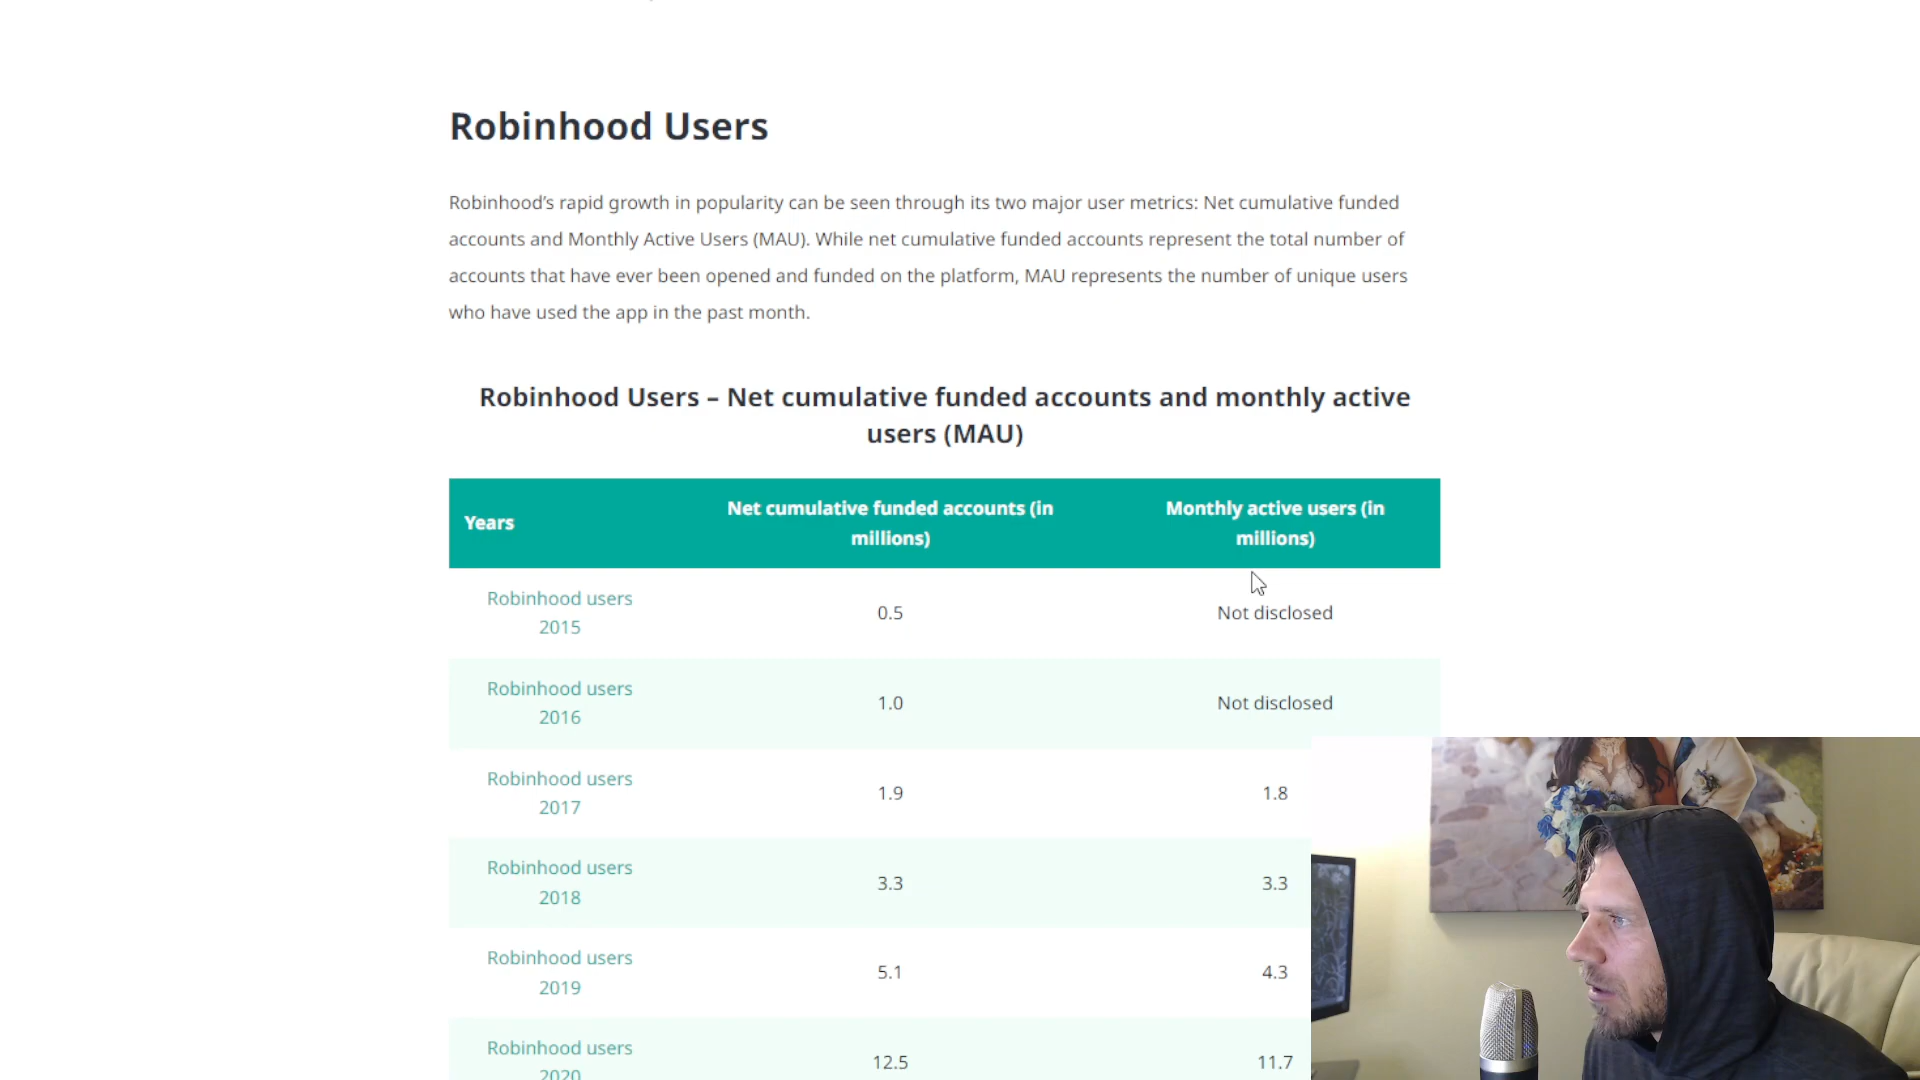 Robinhood Users
Robinhood’s rapid growth in popularity can be seen through its two major user metrics: Net cumulative funded
accounts and Monthly Active Users (MAU). While net cumulative funded accounts represent the total number of
accounts that have ever been opened and funded on the platform, MAU represents the number of unique users
who have used the app in the past month.
Robinhood Users – Net cumulative funded accounts and monthly active
users (MAU)
Years
Net cumulative funded accounts (in
millions)
Monthly active users (in
millions)
Robinhood users
2015
0.5
Not disclosed
Robinhood users
2016
1.0
Not disclosed
Robinhood users
2017
1.9
1.8
Robinhood users
2018
3.3
3.3
Robinhood users
2019
5.1
4.3
Robinhood users
2020
12.5
11.7